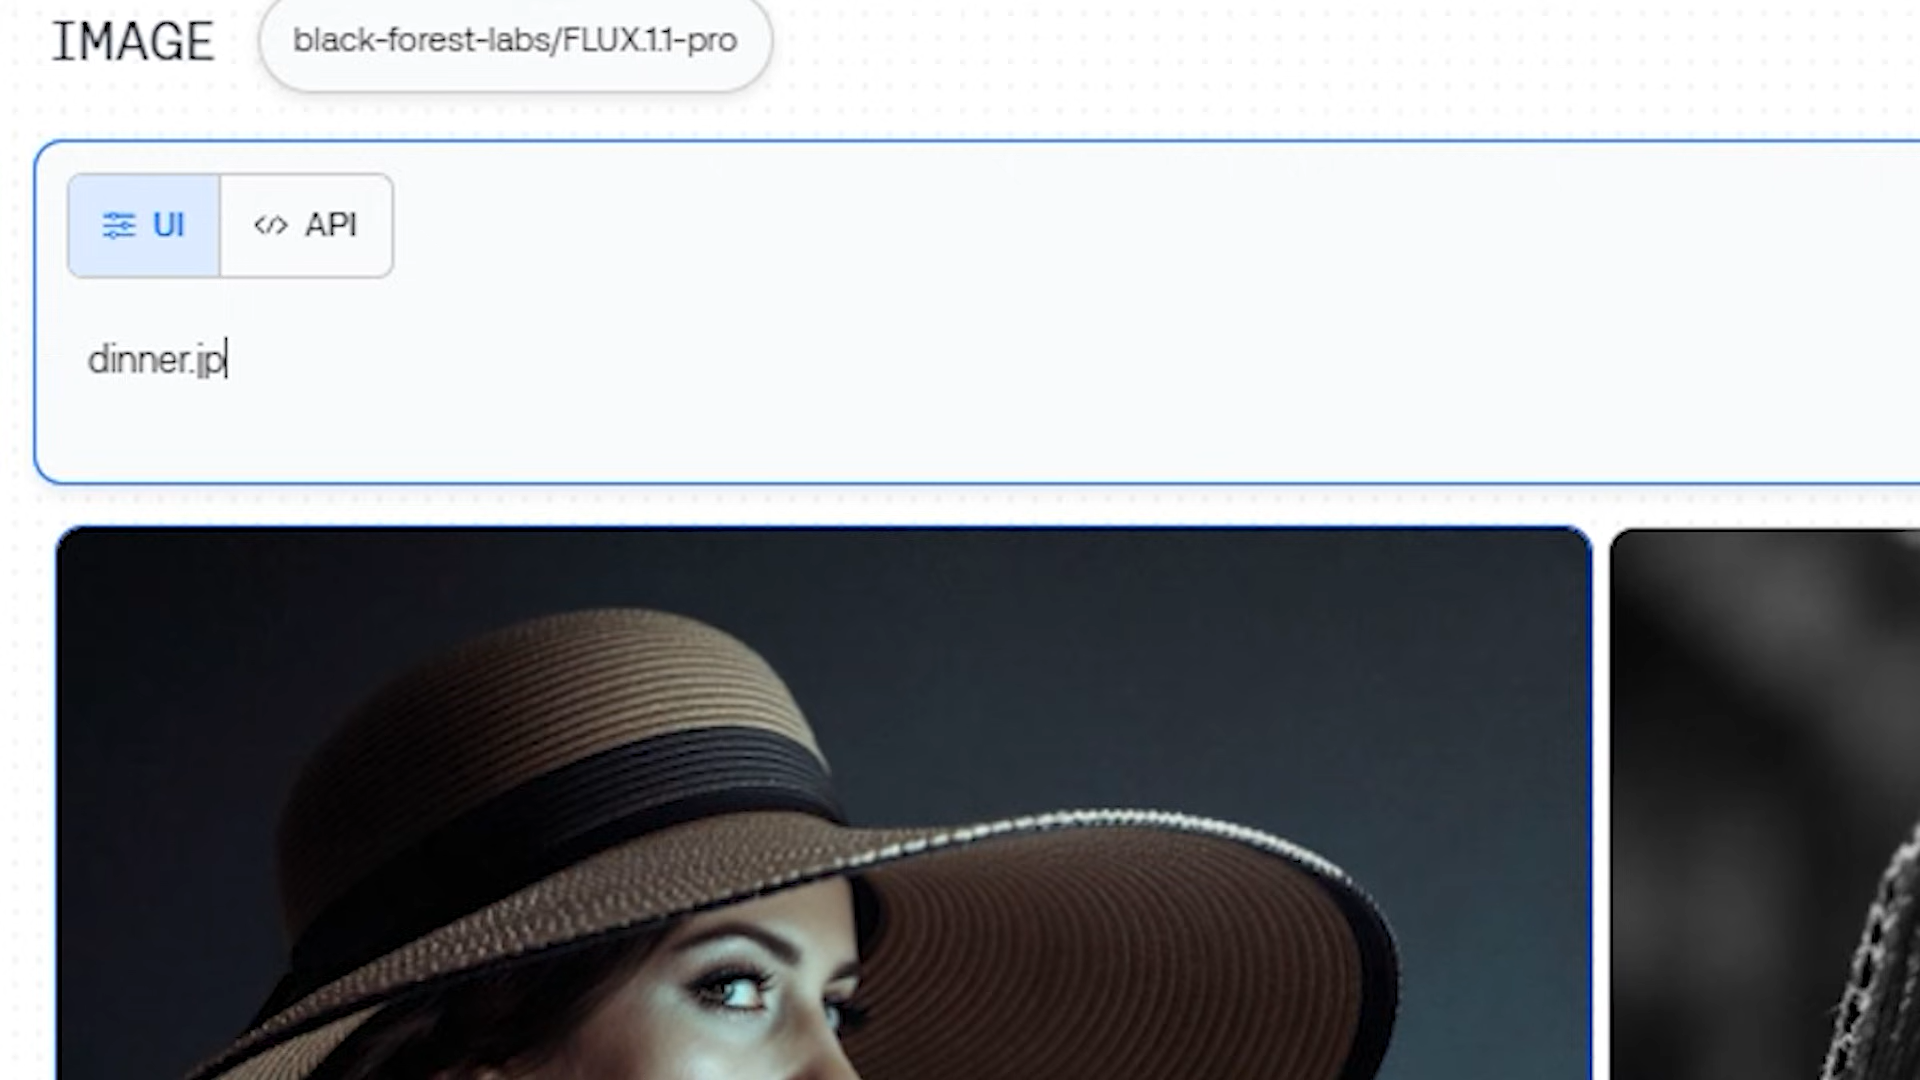 IMAGE black-forest-labs/FLUX.1.1-pro
UI </> API
dinner.jp